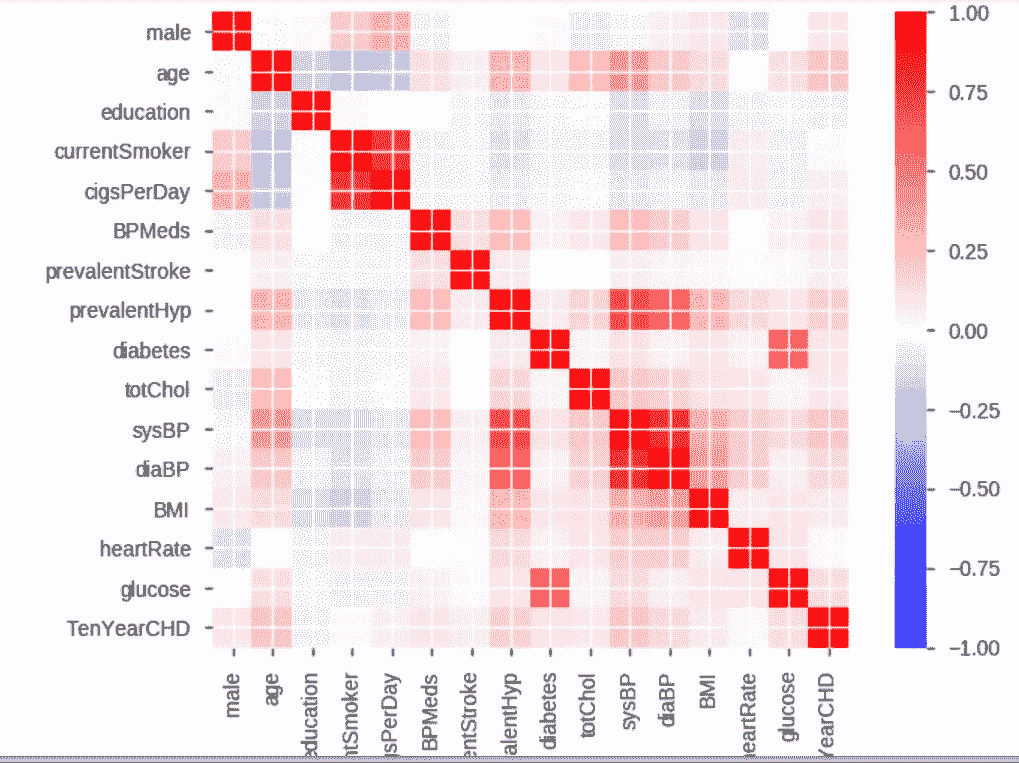 male
age
education
currentSmoker
cigsPerDay
BPMeds
prevalentStroke
prevalentHyp
diabetes
totChol
sysBP
diaBP
BMI
heartRate
glucose
TenYearCHD
male
age
education
ntSmoker
gsPerDay
BPMeds
entStroke
alentHyp
diabetes
totChol
sysBP
diaBP
BMI
eartRate
glucose
YearCHD
1.00
0.75
0.50
0.25
0.00
−0.25
−0.50
−0.75
−1.00